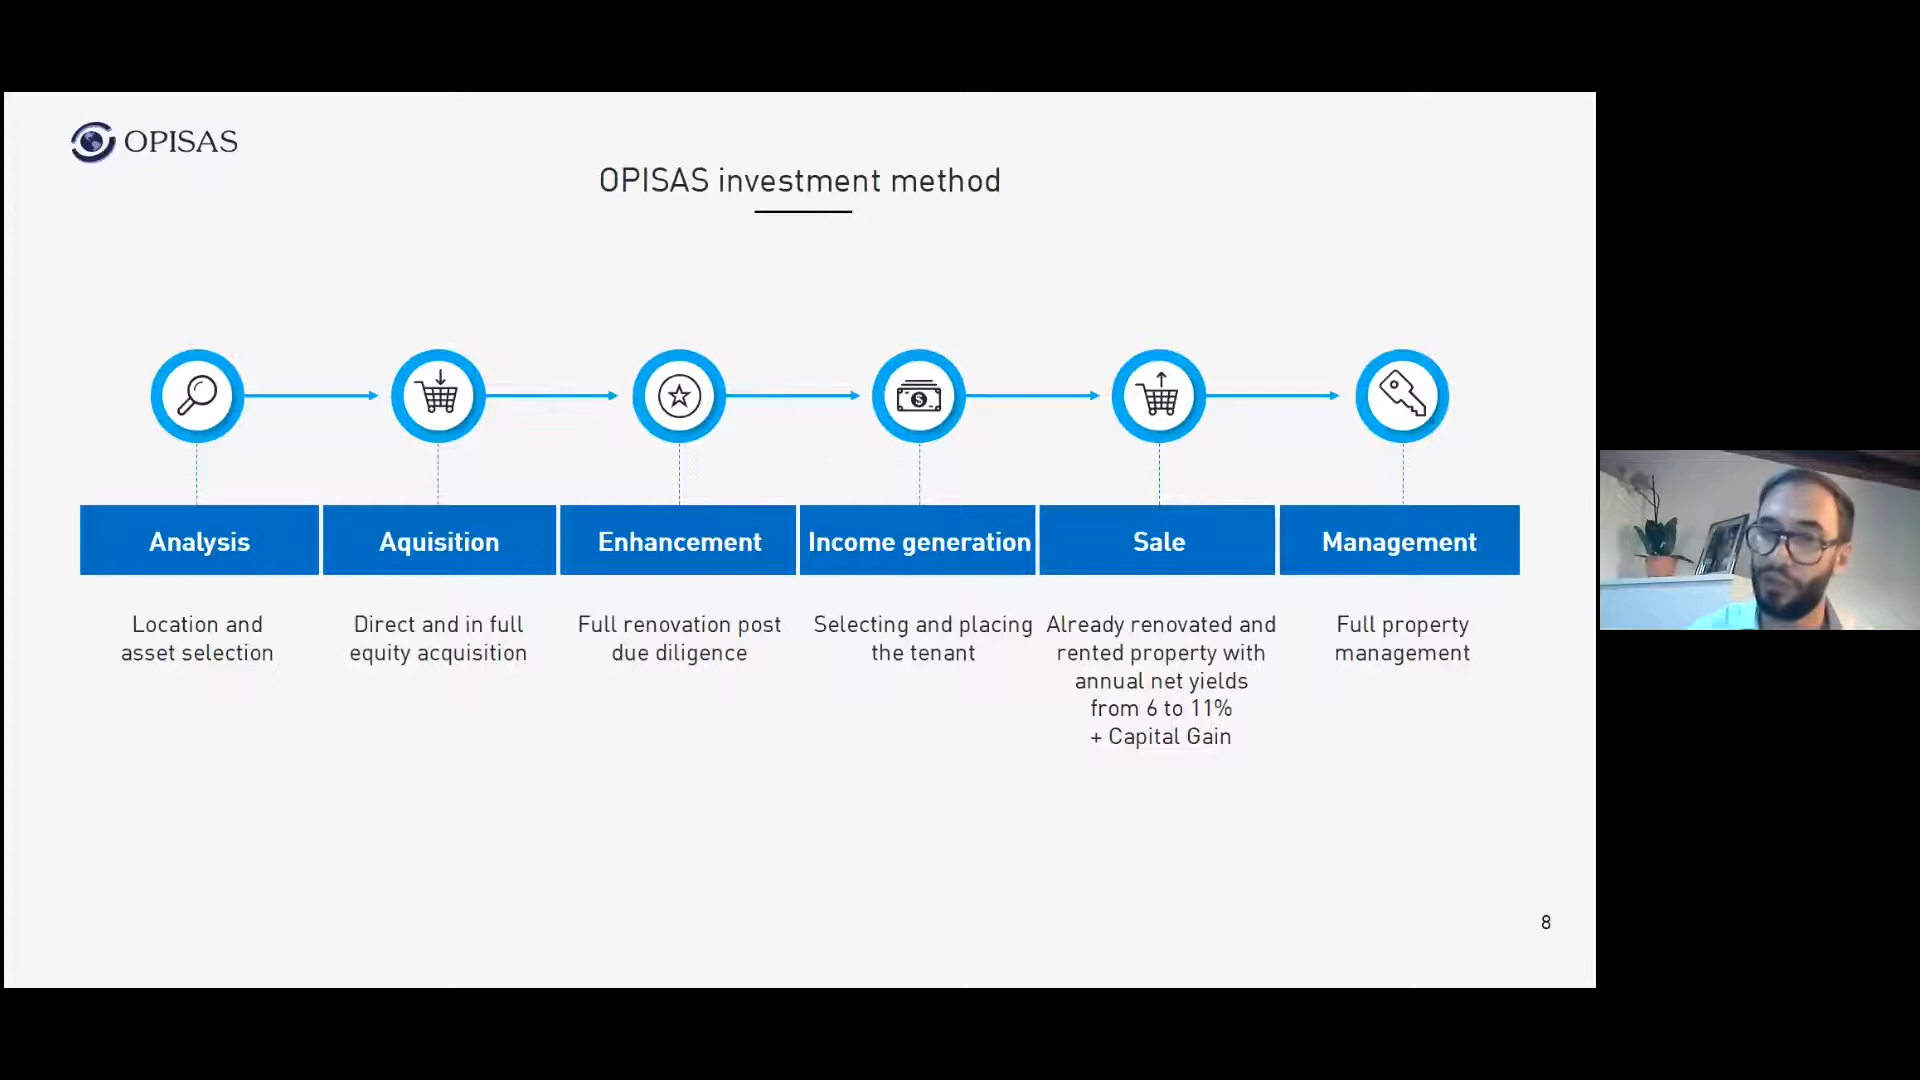 OPISAS
OPISAS investment method
$
Analysis
Aquisition
Enhancement
Income generation
Sale
Management
Location and
asset selection
Direct and in full
equity acquisition
Full renovation post
due diligence
Selecting and placing
the tenant
Already renovated and
rented property with
annual net yields
from 6 to 11%
+ Capital Gain
Full property
management
8